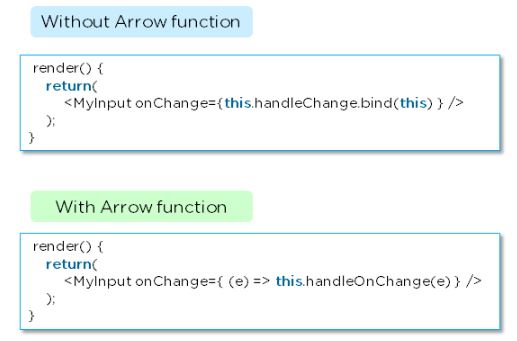 Without Arrow function
render() {
return(
<MyInput onChange={this.handleChange.bind(this) } />
);
}
With Arrow function
render() {
return(
<MyInput onChange={ (e) => this.handleOnChange(e) } />
);
}